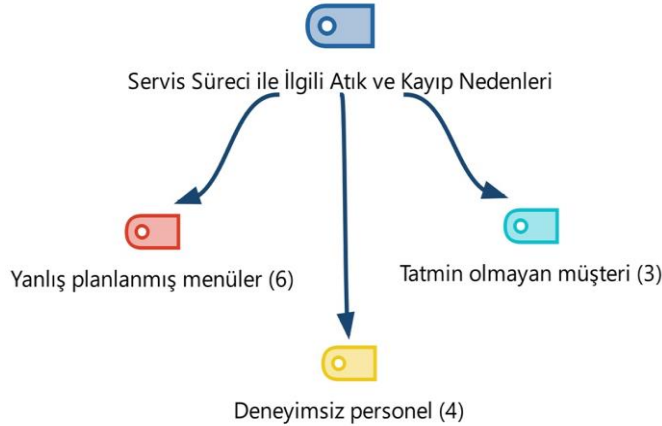 Servis Süreci ile İlgili Atık ve Kayıp Nedenleri
Yanlış planlanmış menüler (6)
Tatmin olmayan müşteri (3)
Deneyimsiz personel (4)